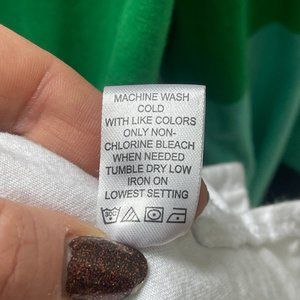 MACHINE WASH
COLD
WITH LIKE COLORS
ONLY NON-
CHLORINE BLEACH
WHEN NEEDED
TUMBLE DRY LOW
IRON ON
LOWEST SETTING